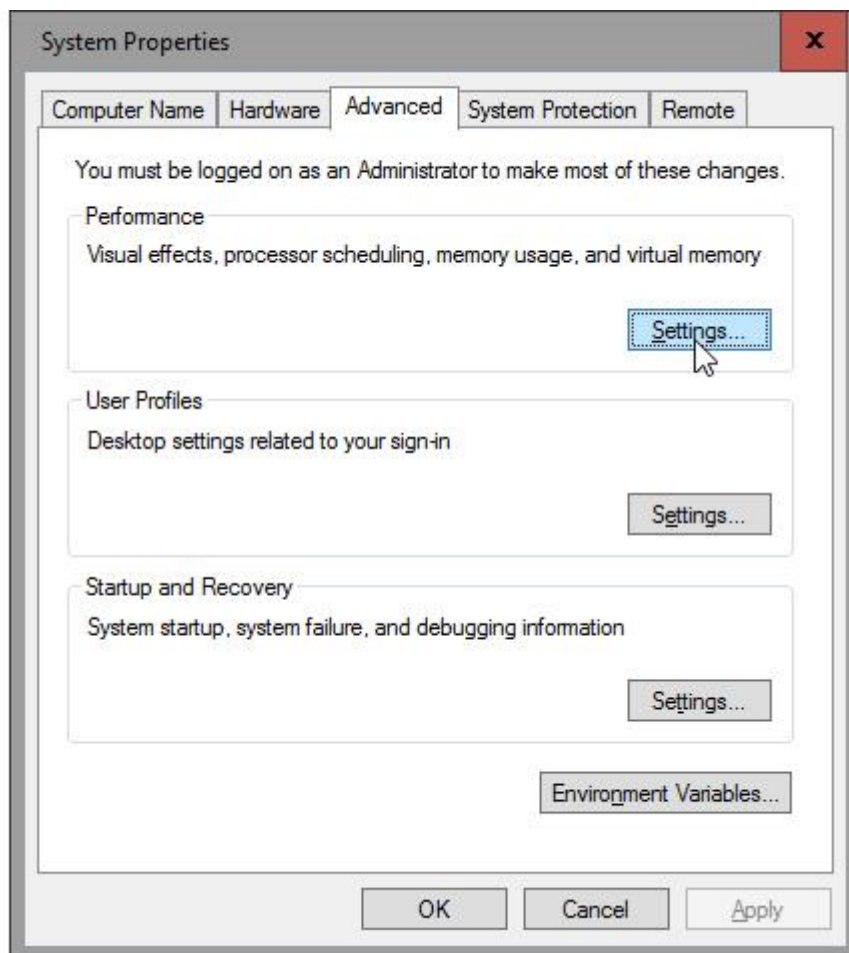 System Properties
x
Computer Name Hardware Advanced System Protection Remote
You must be logged on as an Administrator to make most of these changes.
Performance
Visual effects, processor scheduling, memory usage, and virtual memory
Settings...
User Profiles
Desktop settings related to your sign-in
Settings...
Startup and Recovery
System startup, system failure, and debugging information
Settings...
Environment Variables...
OK Cancel Apply